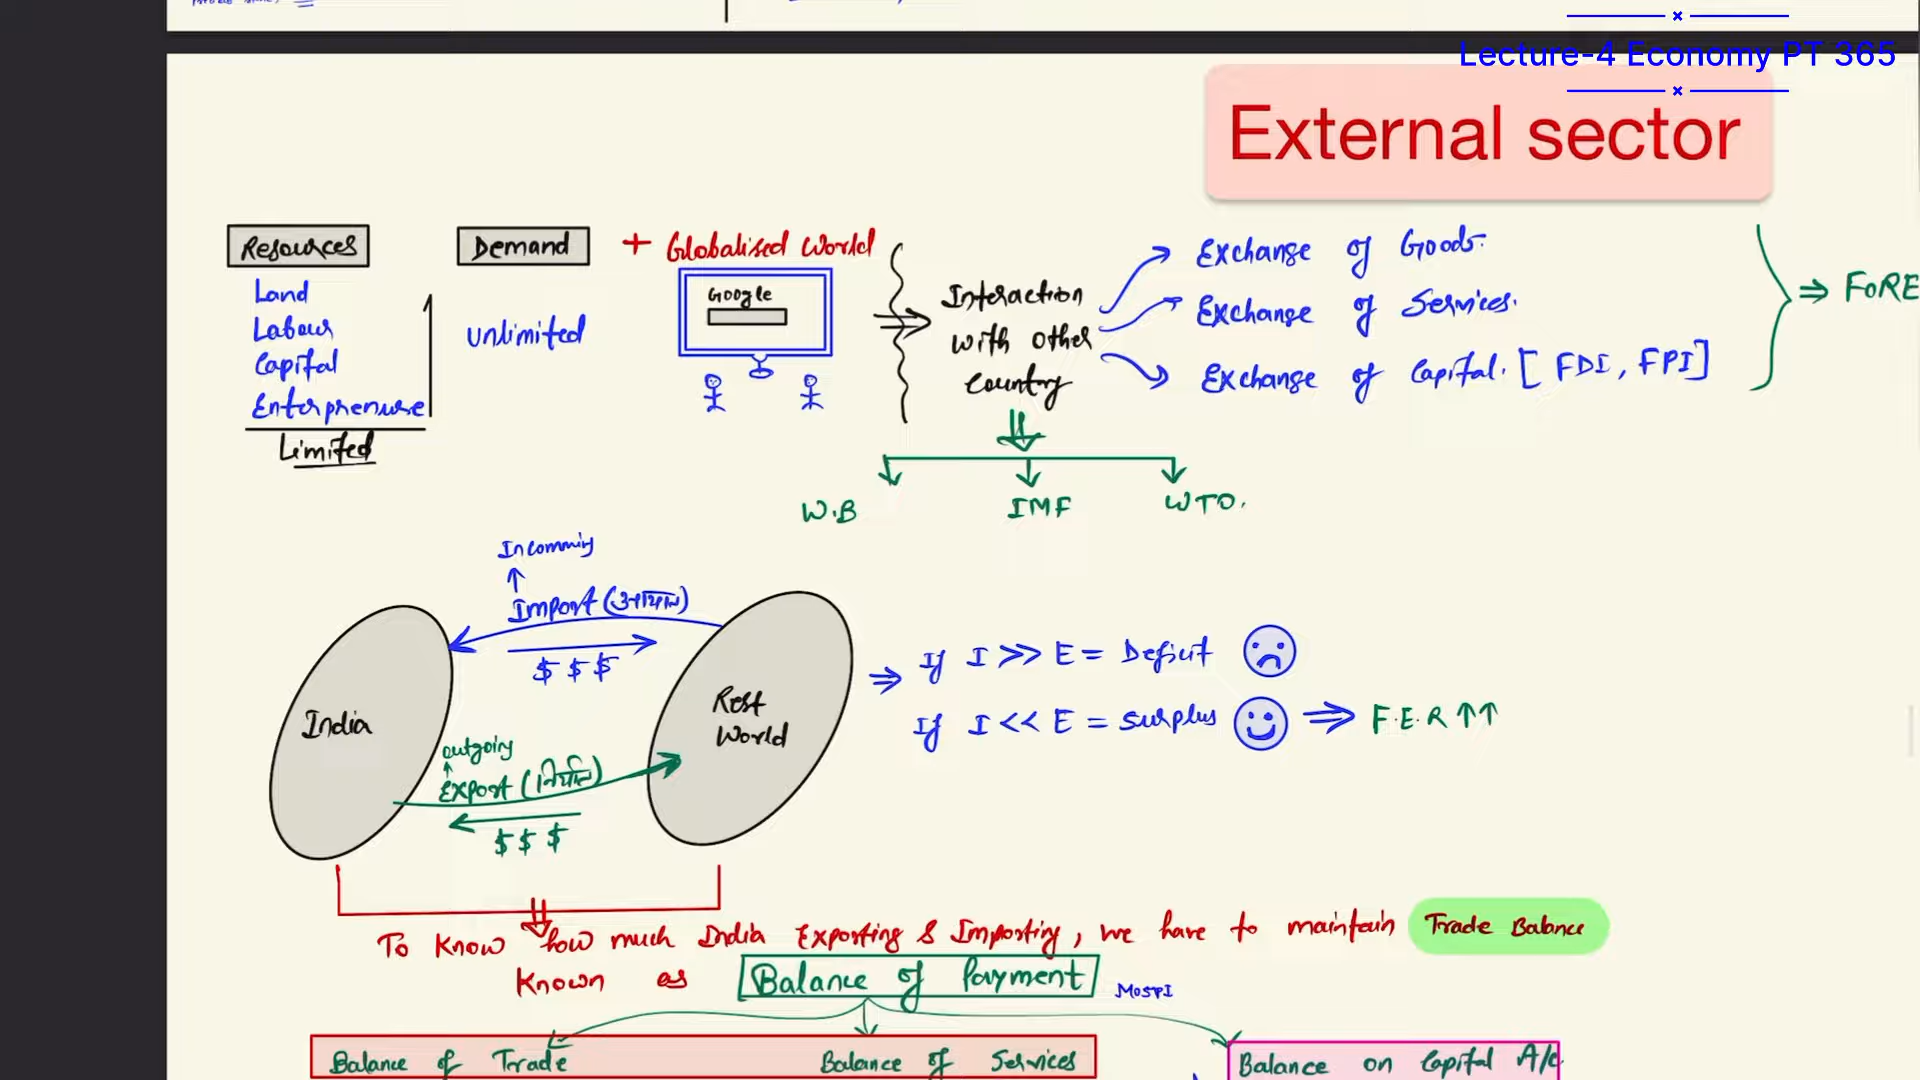 Lecture-4 Economy PT 365
External sector
Resources
Land
Labour
Capital
Enterprenure
Limited
Demand
unlimited
+ Globalised World
Google
Interaction
with other
Country
Exchange of Goods.
Exchange of Services.
Exchange of Capital. [ FDI, FPI]
⇒ FoRE
W.B
IMF
WTO.
Incomming
↑
Import (आयात)
$ $ $
India
Rest
World
outgoing
↑
Export (निर्यात)
$ $ $
⇒ If I >> E = Deficit
If I << E = Surplus ⇒ F.E.R ↑↑
To Know how much India Exporting & Importing, we have to maintain Trade Balance
Known as Balance of Payment MOSPI
Balance of Trade
Balance of Services
Balance on Capital A/c